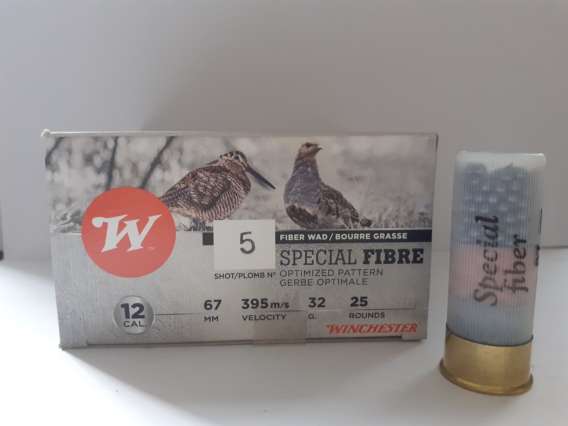 W
5
FIBER WAD / BOURRE GRASSE
SPECIAL FIBRE
SHOT/PLOMB N°
OPTIMIZED PATTERN
GERBE OPTIMALE
12
CAL.
67
MM
395 m/s
VELOCITY
32
G.
25
ROUNDS
WINCHESTER
Special
fiber